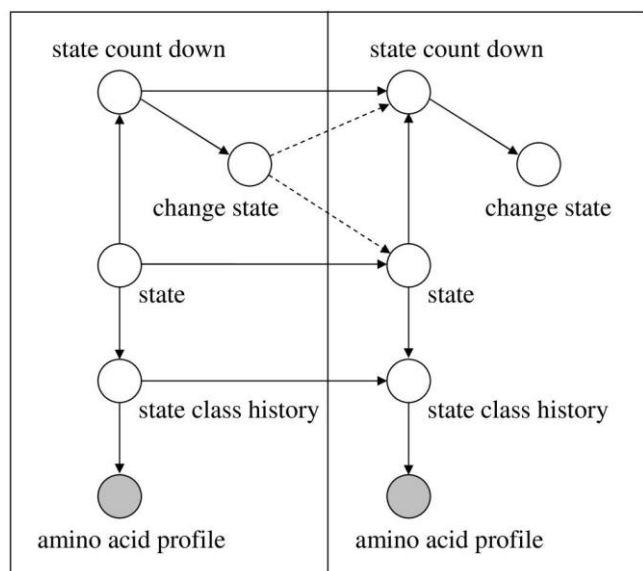 state count down
change state
state
state class history
amino acid profile
state count down
change state
state
state class history
amino acid profile